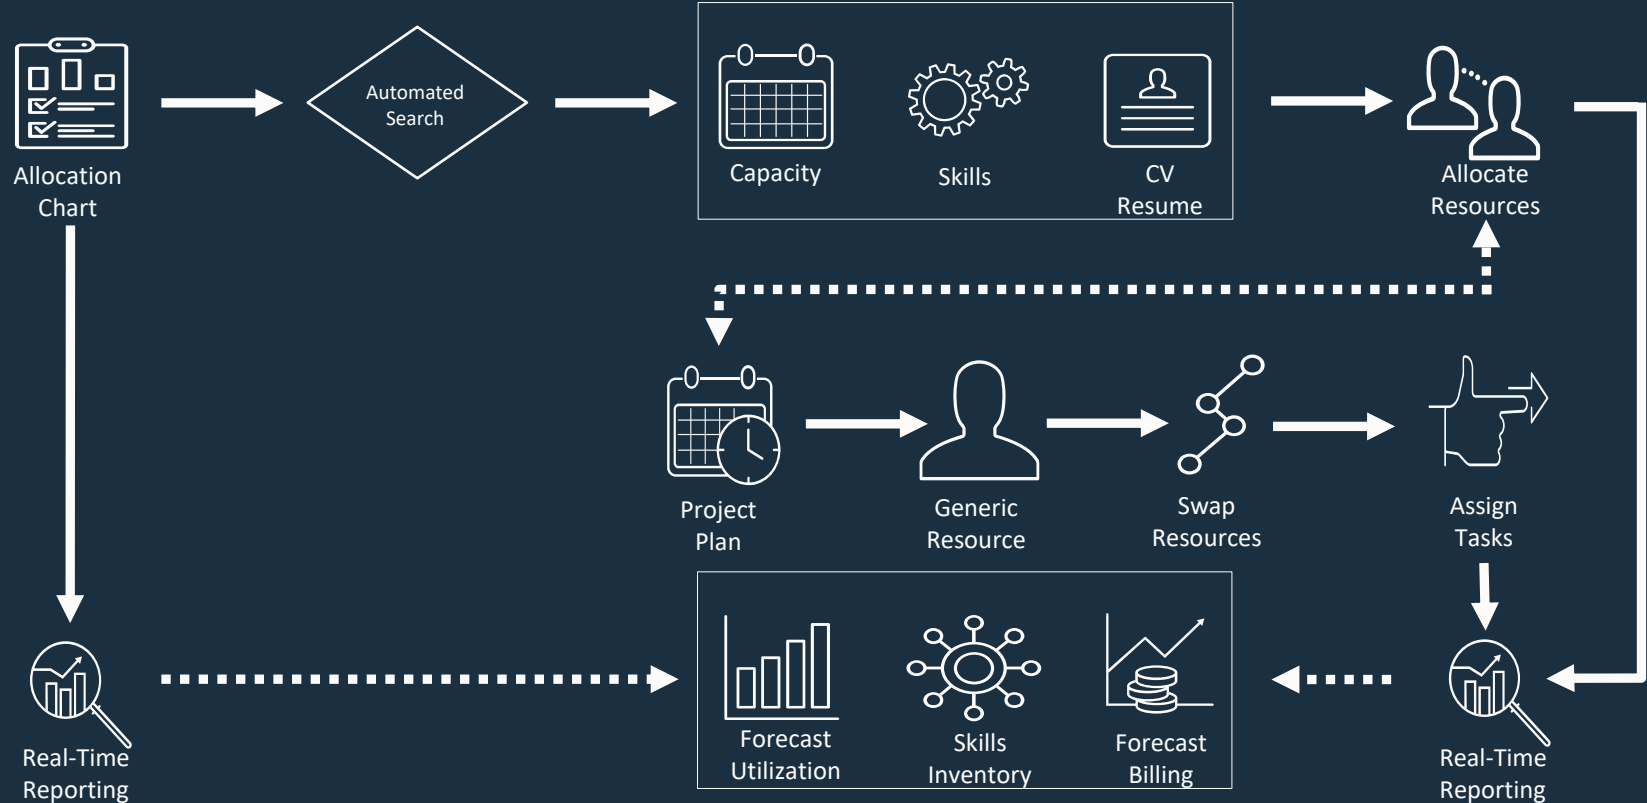 Automated
Search
Allocation
Chart
Capacity
Skills
CV
Resume
Allocate
Resources
Project
Plan
Generic
Resource
Swap
Resources
Assign
Tasks
Real-Time
Reporting
Forecast
Utilization
Skills
Inventory
Forecast
Billing
Real-Time
Reporting